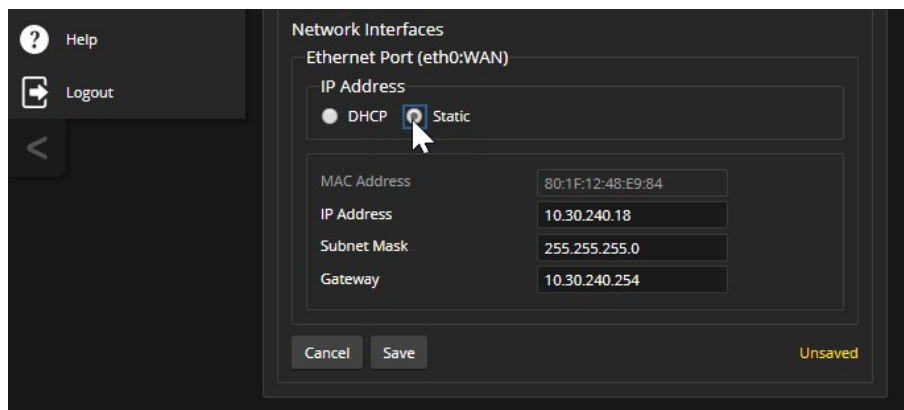 Help
Logout
<
Network Interfaces
Ethernet Port (eth0:WAN)
IP Address
DHCP Static
MAC Address 80:1F:12:48:E9:84
IP Address 10.30.240.18
Subnet Mask 255.255.255.0
Gateway 10.30.240.254
Cancel Save Unsaved